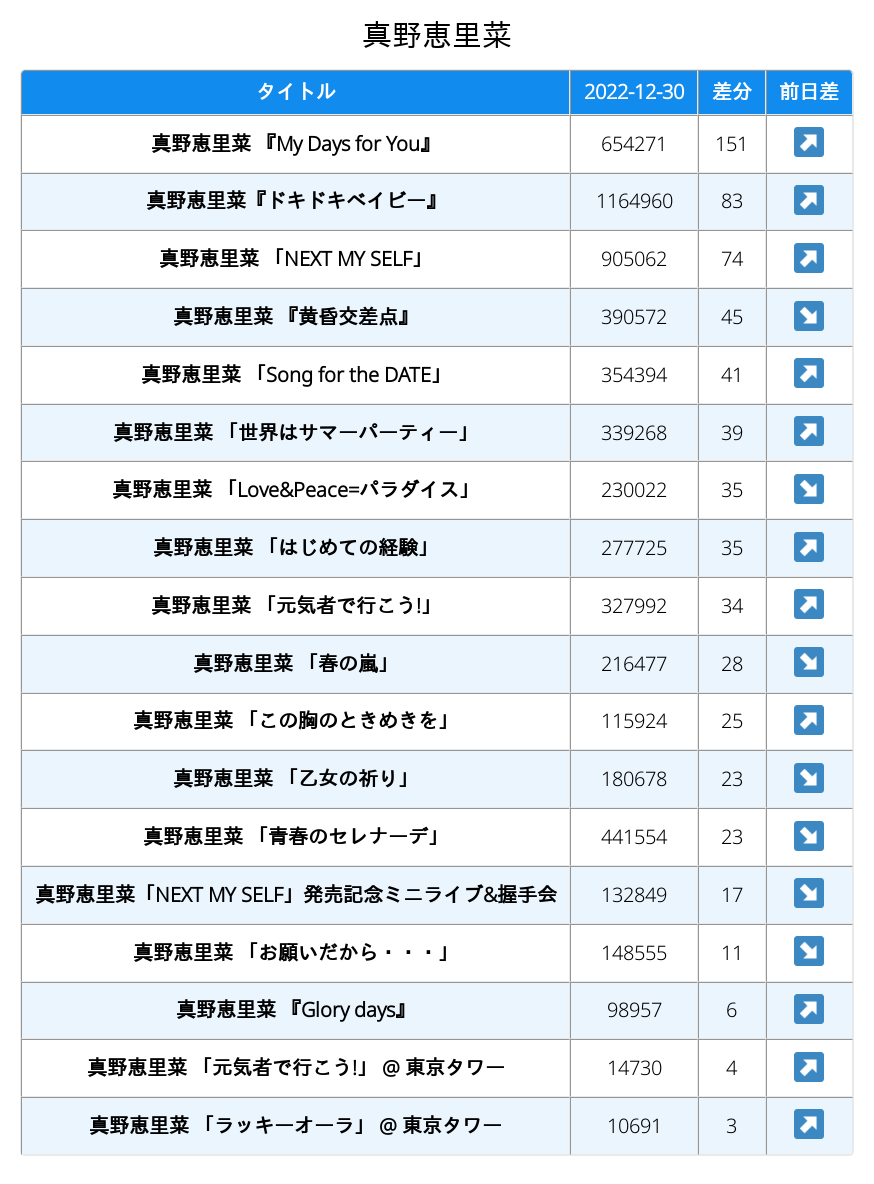 真野恵里菜
タイトル 2022-12-30 差分 前日差
真野恵里菜 『My Days for You』 654271 151 ↗
真野恵里菜『ドキドキベイビー』 1164960 83 ↗
真野恵里菜 「NEXT MY SELF」 905062 74 ↗
真野恵里菜 『黄昏交差点』 390572 45 ↘
真野恵里菜 「Song for the DATE」 354394 41 ↗
真野恵里菜 「世界はサマーパーティー」 339268 39 ↗
真野恵里菜 「Love&Peace=パラダイス」 230022 35 ↘
真野恵里菜 「はじめての経験」 277725 35 ↗
真野恵里菜 「元気者で行こう!」 327992 34 ↗
真野恵里菜 「春の嵐」 216477 28 ↘
真野恵里菜 「この胸のときめきを」 115924 25 ↗
真野恵里菜 「乙女の祈り」 180678 23 ↘
真野恵里菜 「青春のセレナーデ」 441554 23 ↘
真野恵里菜「NEXT MY SELF」発売記念ミニライブ&握手会 132849 17 ↘
真野恵里菜 「お願いだから・・・」 148555 11 ↘
真野恵里菜 『Glory days』 98957 6 ↗
真野恵里菜 「元気者で行こう!」 @ 東京タワー 14730 4 ↗
真野恵里菜 「ラッキーオーラ」 @ 東京タワー 10691 3 ↗